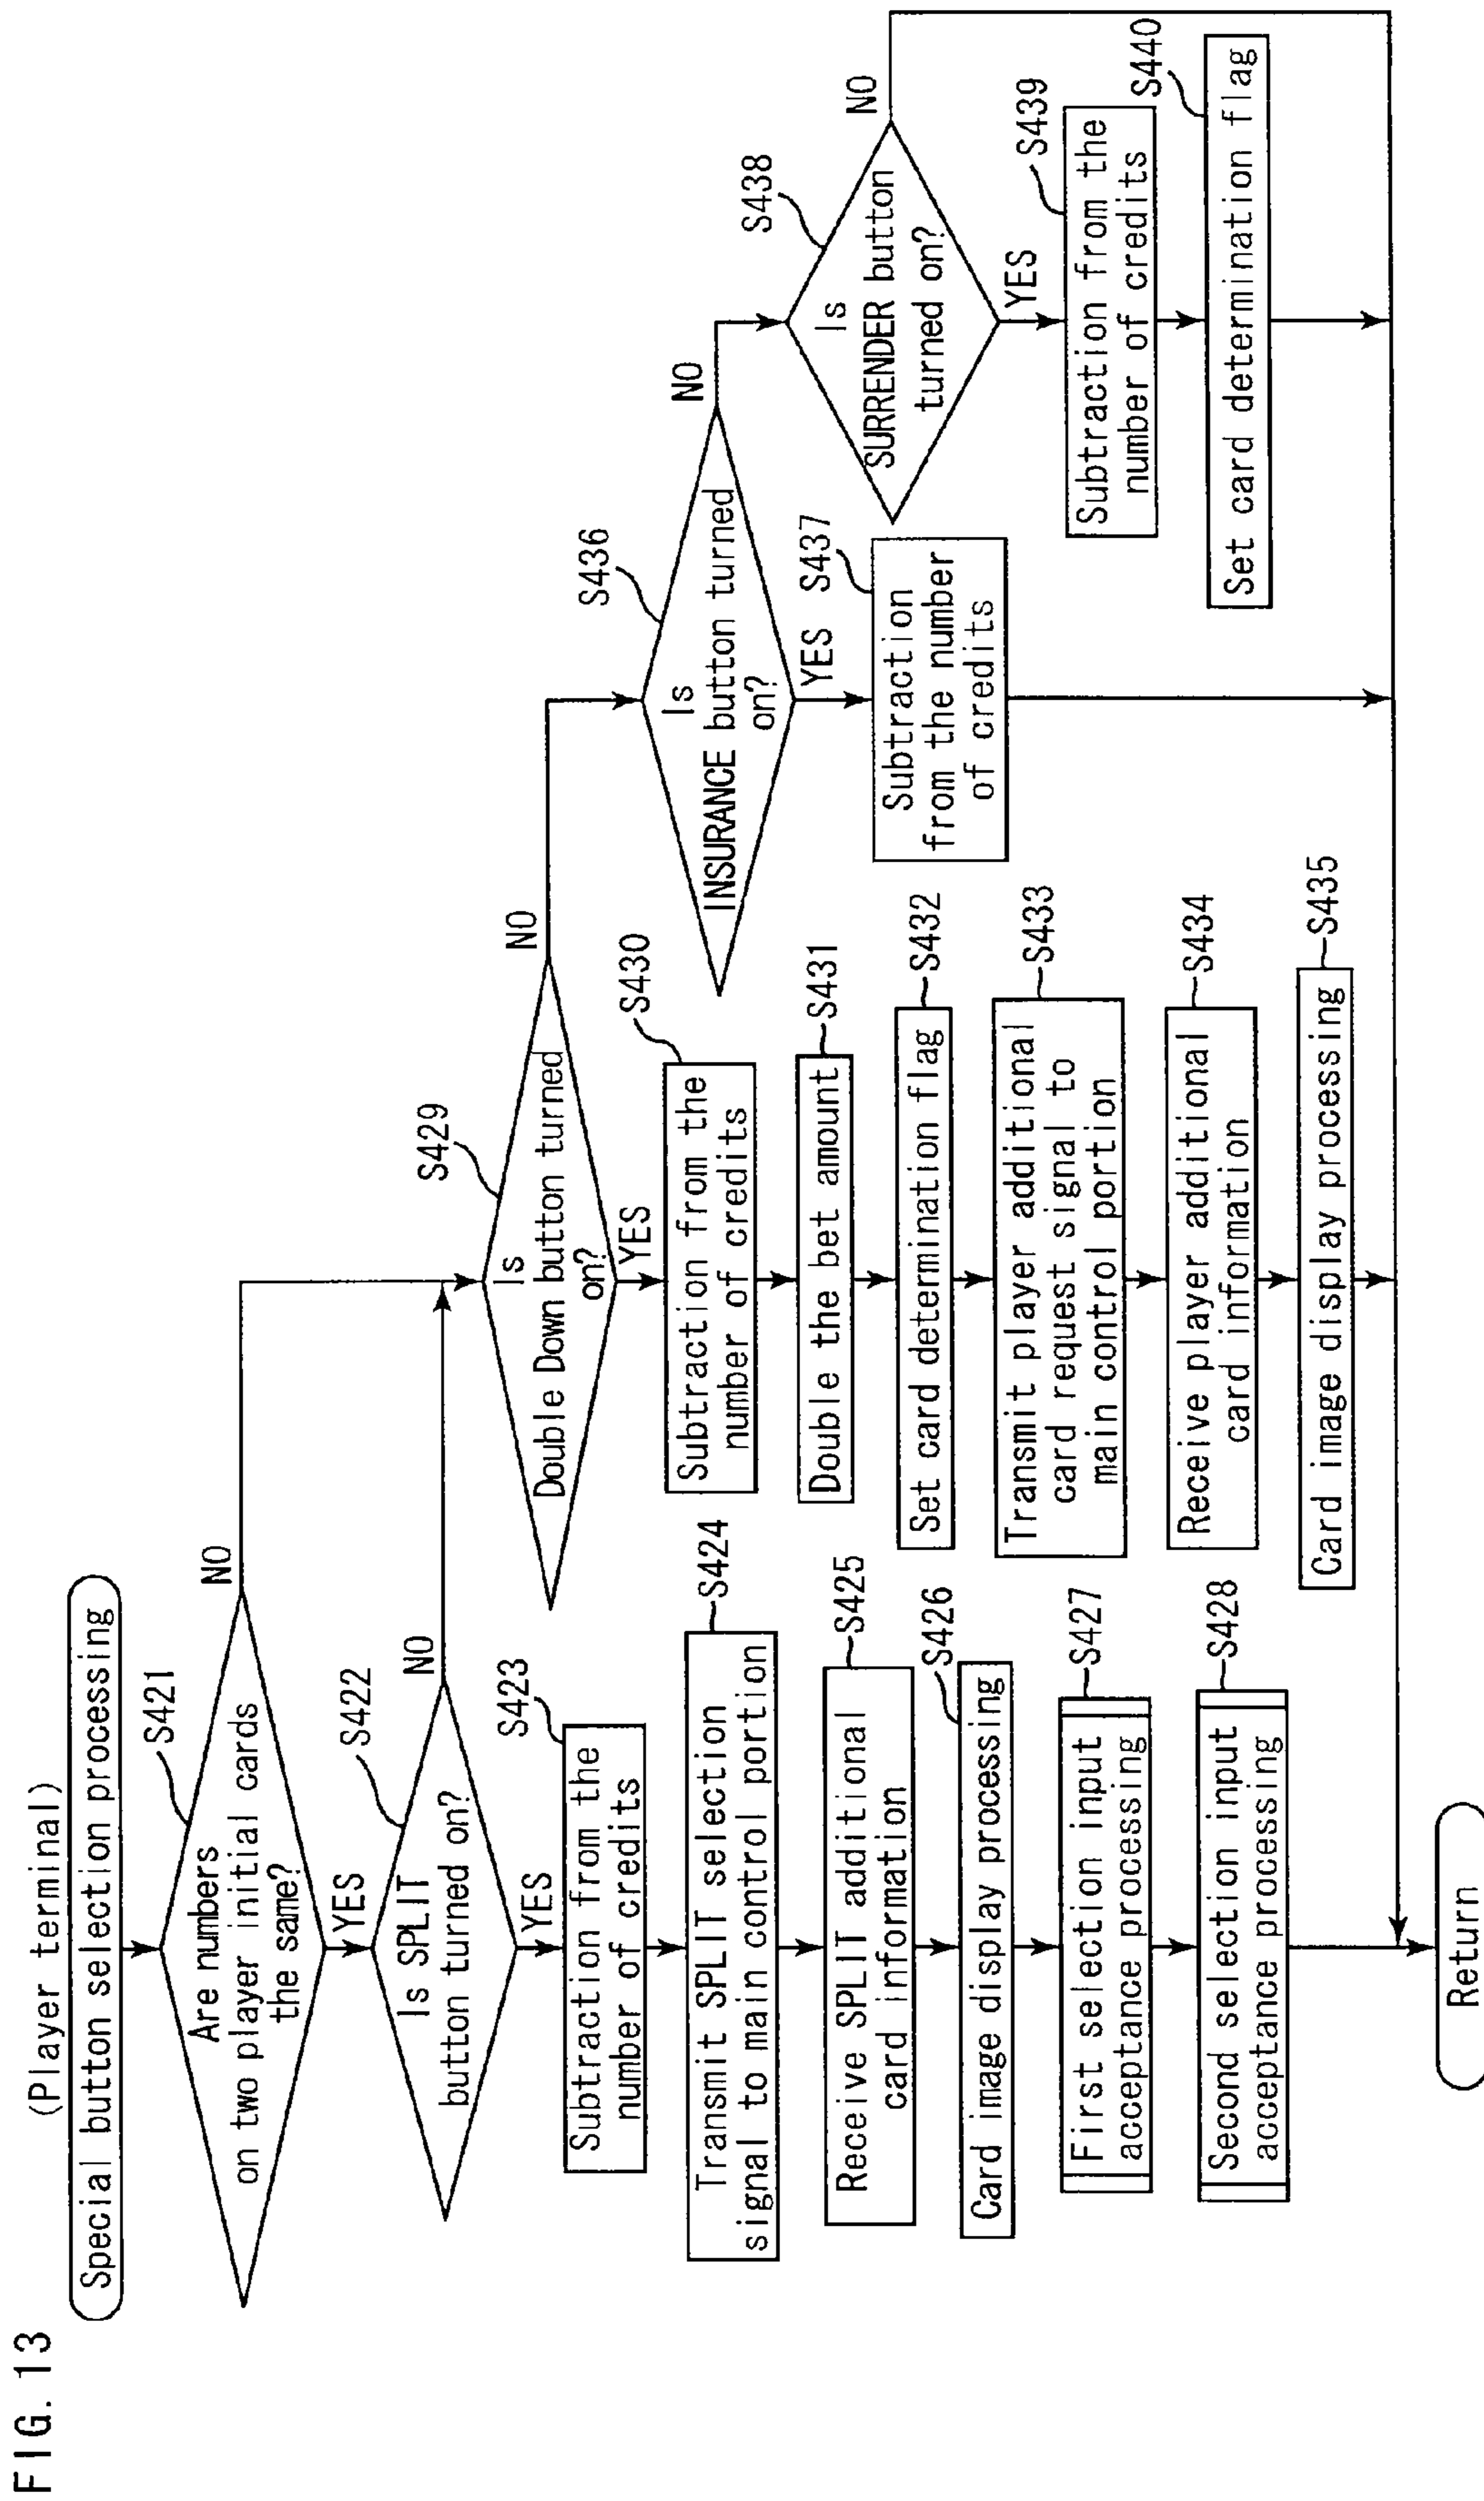 FIG. 13
(Player terminal)
Special button selection processing
S421
Are numbers
on two player initial cards
the same?
NO
YES
S422
Is SPLIT
button turned on?
NO
YES
S423
Subtraction from the
number of credits
S424
Transmit SPLIT selection
signal to main control portion
S425
Receive SPLIT additional
card information
S426
Card image display processing
S427
First selection input
acceptance processing
S428
Second selection input
acceptance processing
Return
S429
Is
Double Down button turned
on?
NO
YES
S430
Subtraction from the
number of credits
S431
Double the bet amount
S432
Set card determination flag
S433
Transmit player additional
card request signal to
main control portion
S434
Receive player additional
card information
S435
Card image display processing
S436
Is
INSURANCE button turned
on?
NO
YES
S437
Subtraction
from the number
of credits
S438
Is
SURRENDER button
turned on?
NO
YES
S439
Subtraction from the
number of credits
S440
Set card determination flag